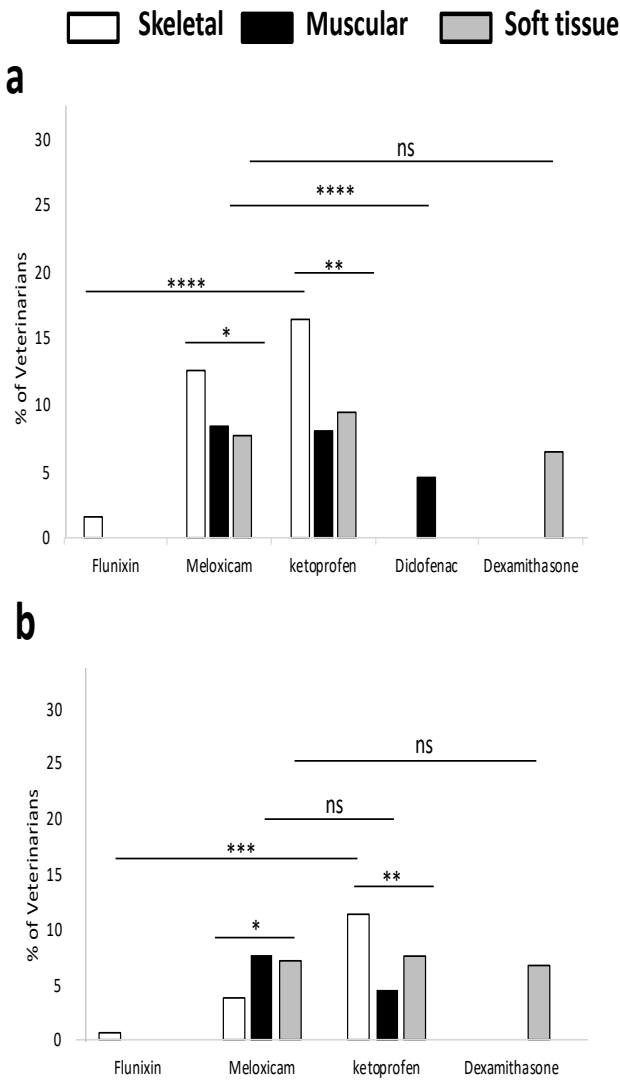 Skeletal Muscular Soft tissue
a
30
25
20
15
10
5
0
% of Veterinarians
ns
****
**
****
*
Flunixin Meloxicam ketoprofen Didofenac Dexamithasone
b
30
25
20
15
10
5
0
% of Veterinarians
ns
ns
***
**
*
Flunixin Meloxicam ketoprofen Dexamithasone